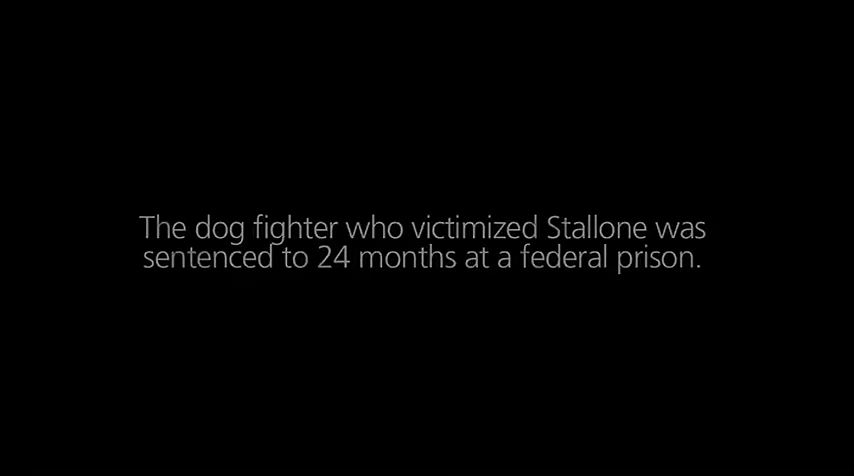 The dog fighter who victimized Stallone was
sentenced to 24 months at a federal prison.